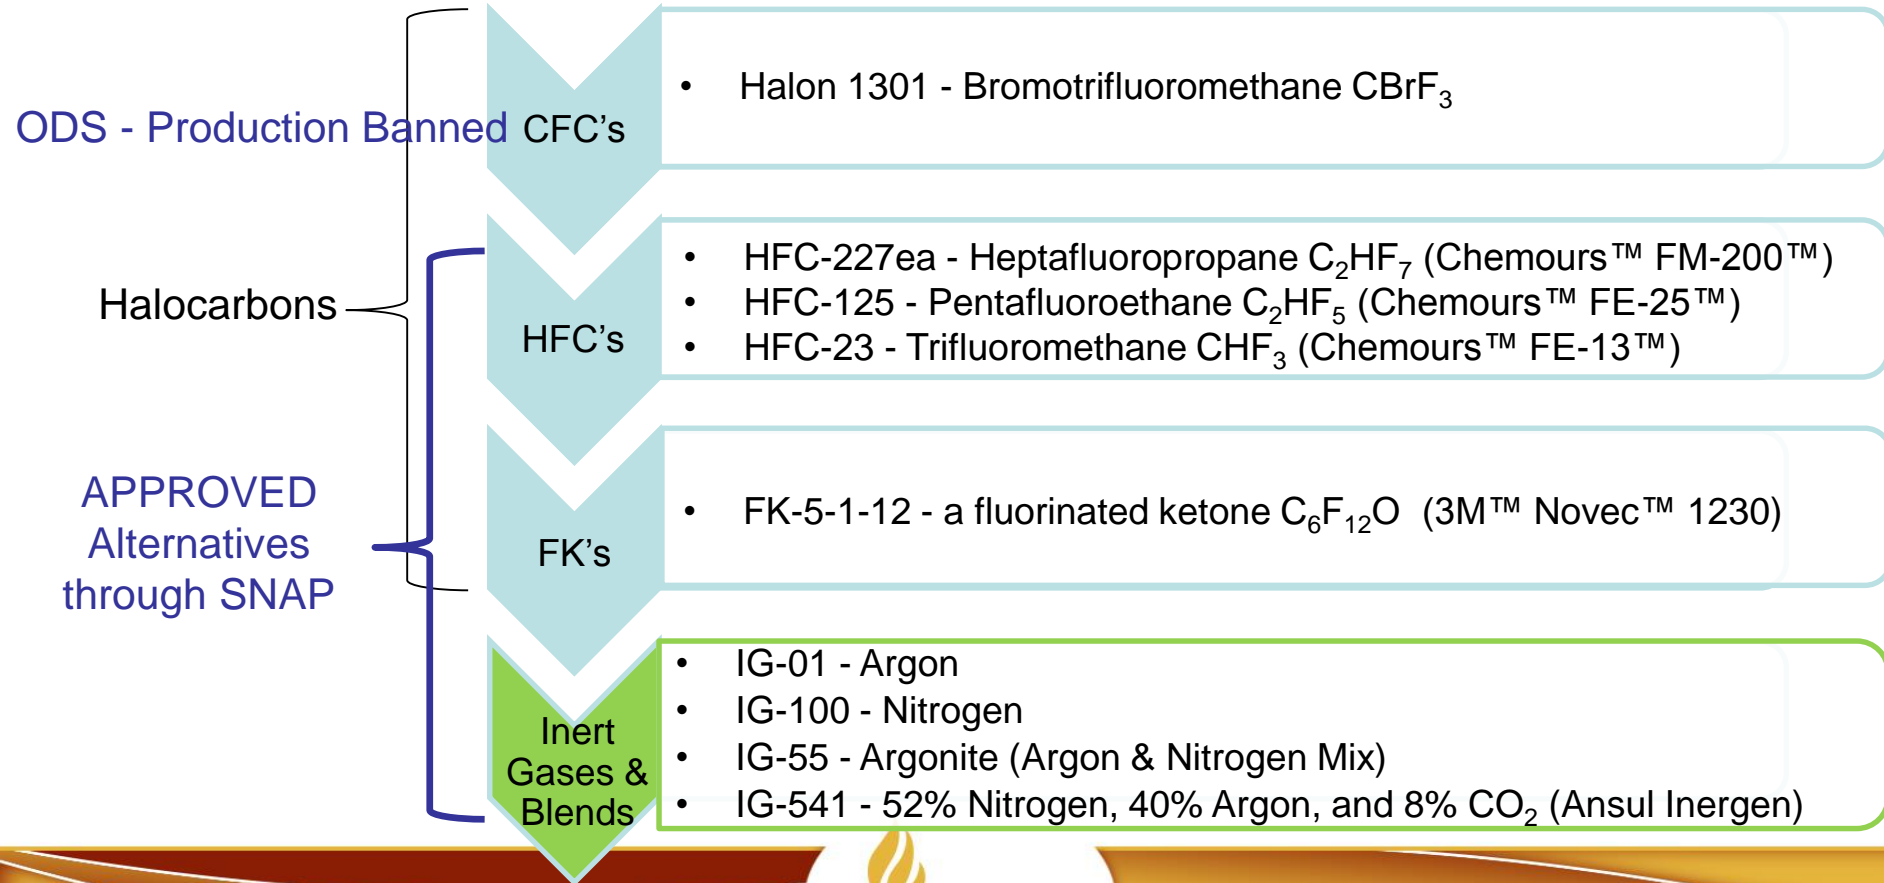 ODS - Production Banned
CFC’s
• Halon 1301 - Bromotrifluoromethane CBrF₃
Halocarbons
HFC’s
• HFC-227ea - Heptafluoropropane C₂HF₇ (Chemours™ FM-200™)
• HFC-125 - Pentafluoroethane C₂HF₅ (Chemours™ FE-25™)
• HFC-23 - Trifluoromethane CHF₃ (Chemours™ FE-13™)
APPROVED
Alternatives
through SNAP
FK’s
• FK-5-1-12 - a fluorinated ketone C₆F₁₂O (3M™ Novec™ 1230)
Inert
Gases &
Blends
• IG-01 - Argon
• IG-100 - Nitrogen
• IG-55 - Argonite (Argon & Nitrogen Mix)
• IG-541 - 52% Nitrogen, 40% Argon, and 8% CO₂ (Ansul Inergen)